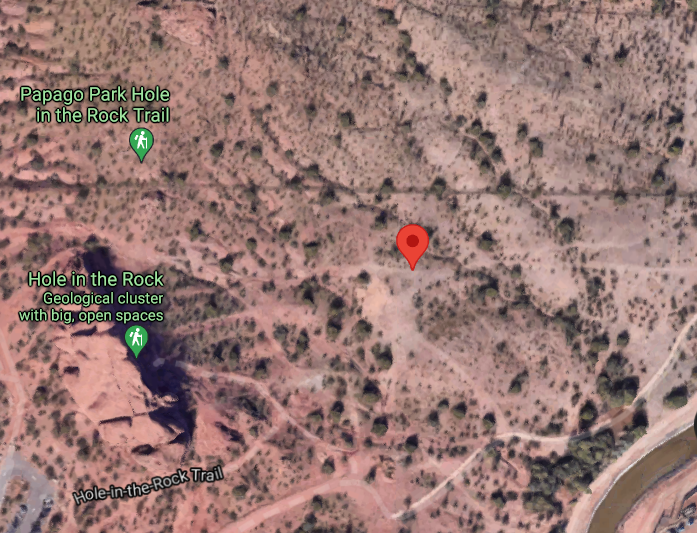 Papago Park Hole
in the Rock Trail
Hole in the Rock
Geological cluster
with big, open spaces
Hole-in-the-Rock Trail